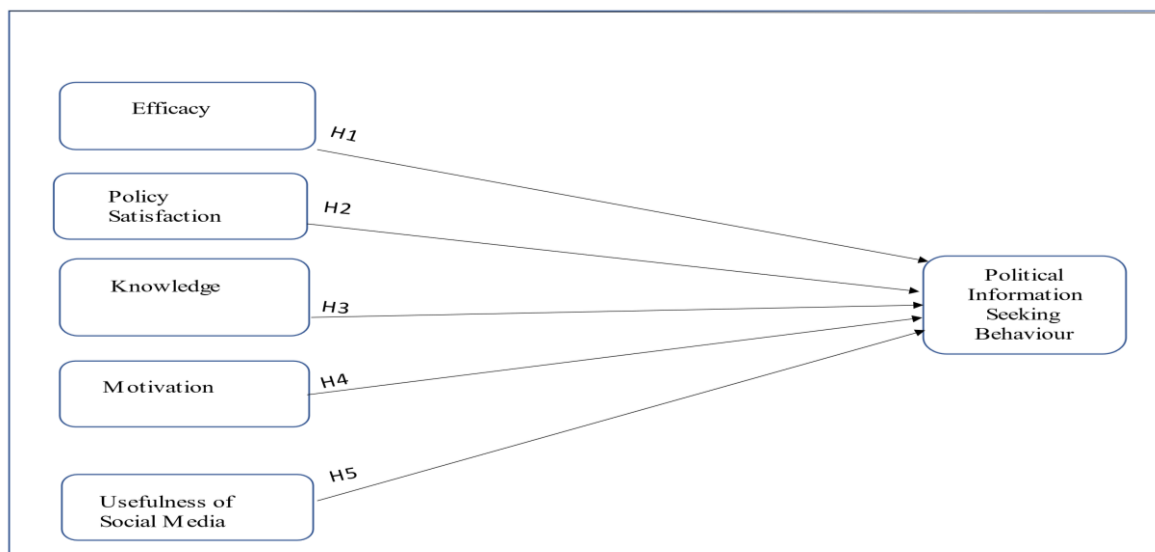 Efficacy
H1
Policy
Satisfaction
H2
Knowledge
H3
Motivation
H4
Usefulness of
Social Media
H5
Political
Information
Seeking
Behaviour